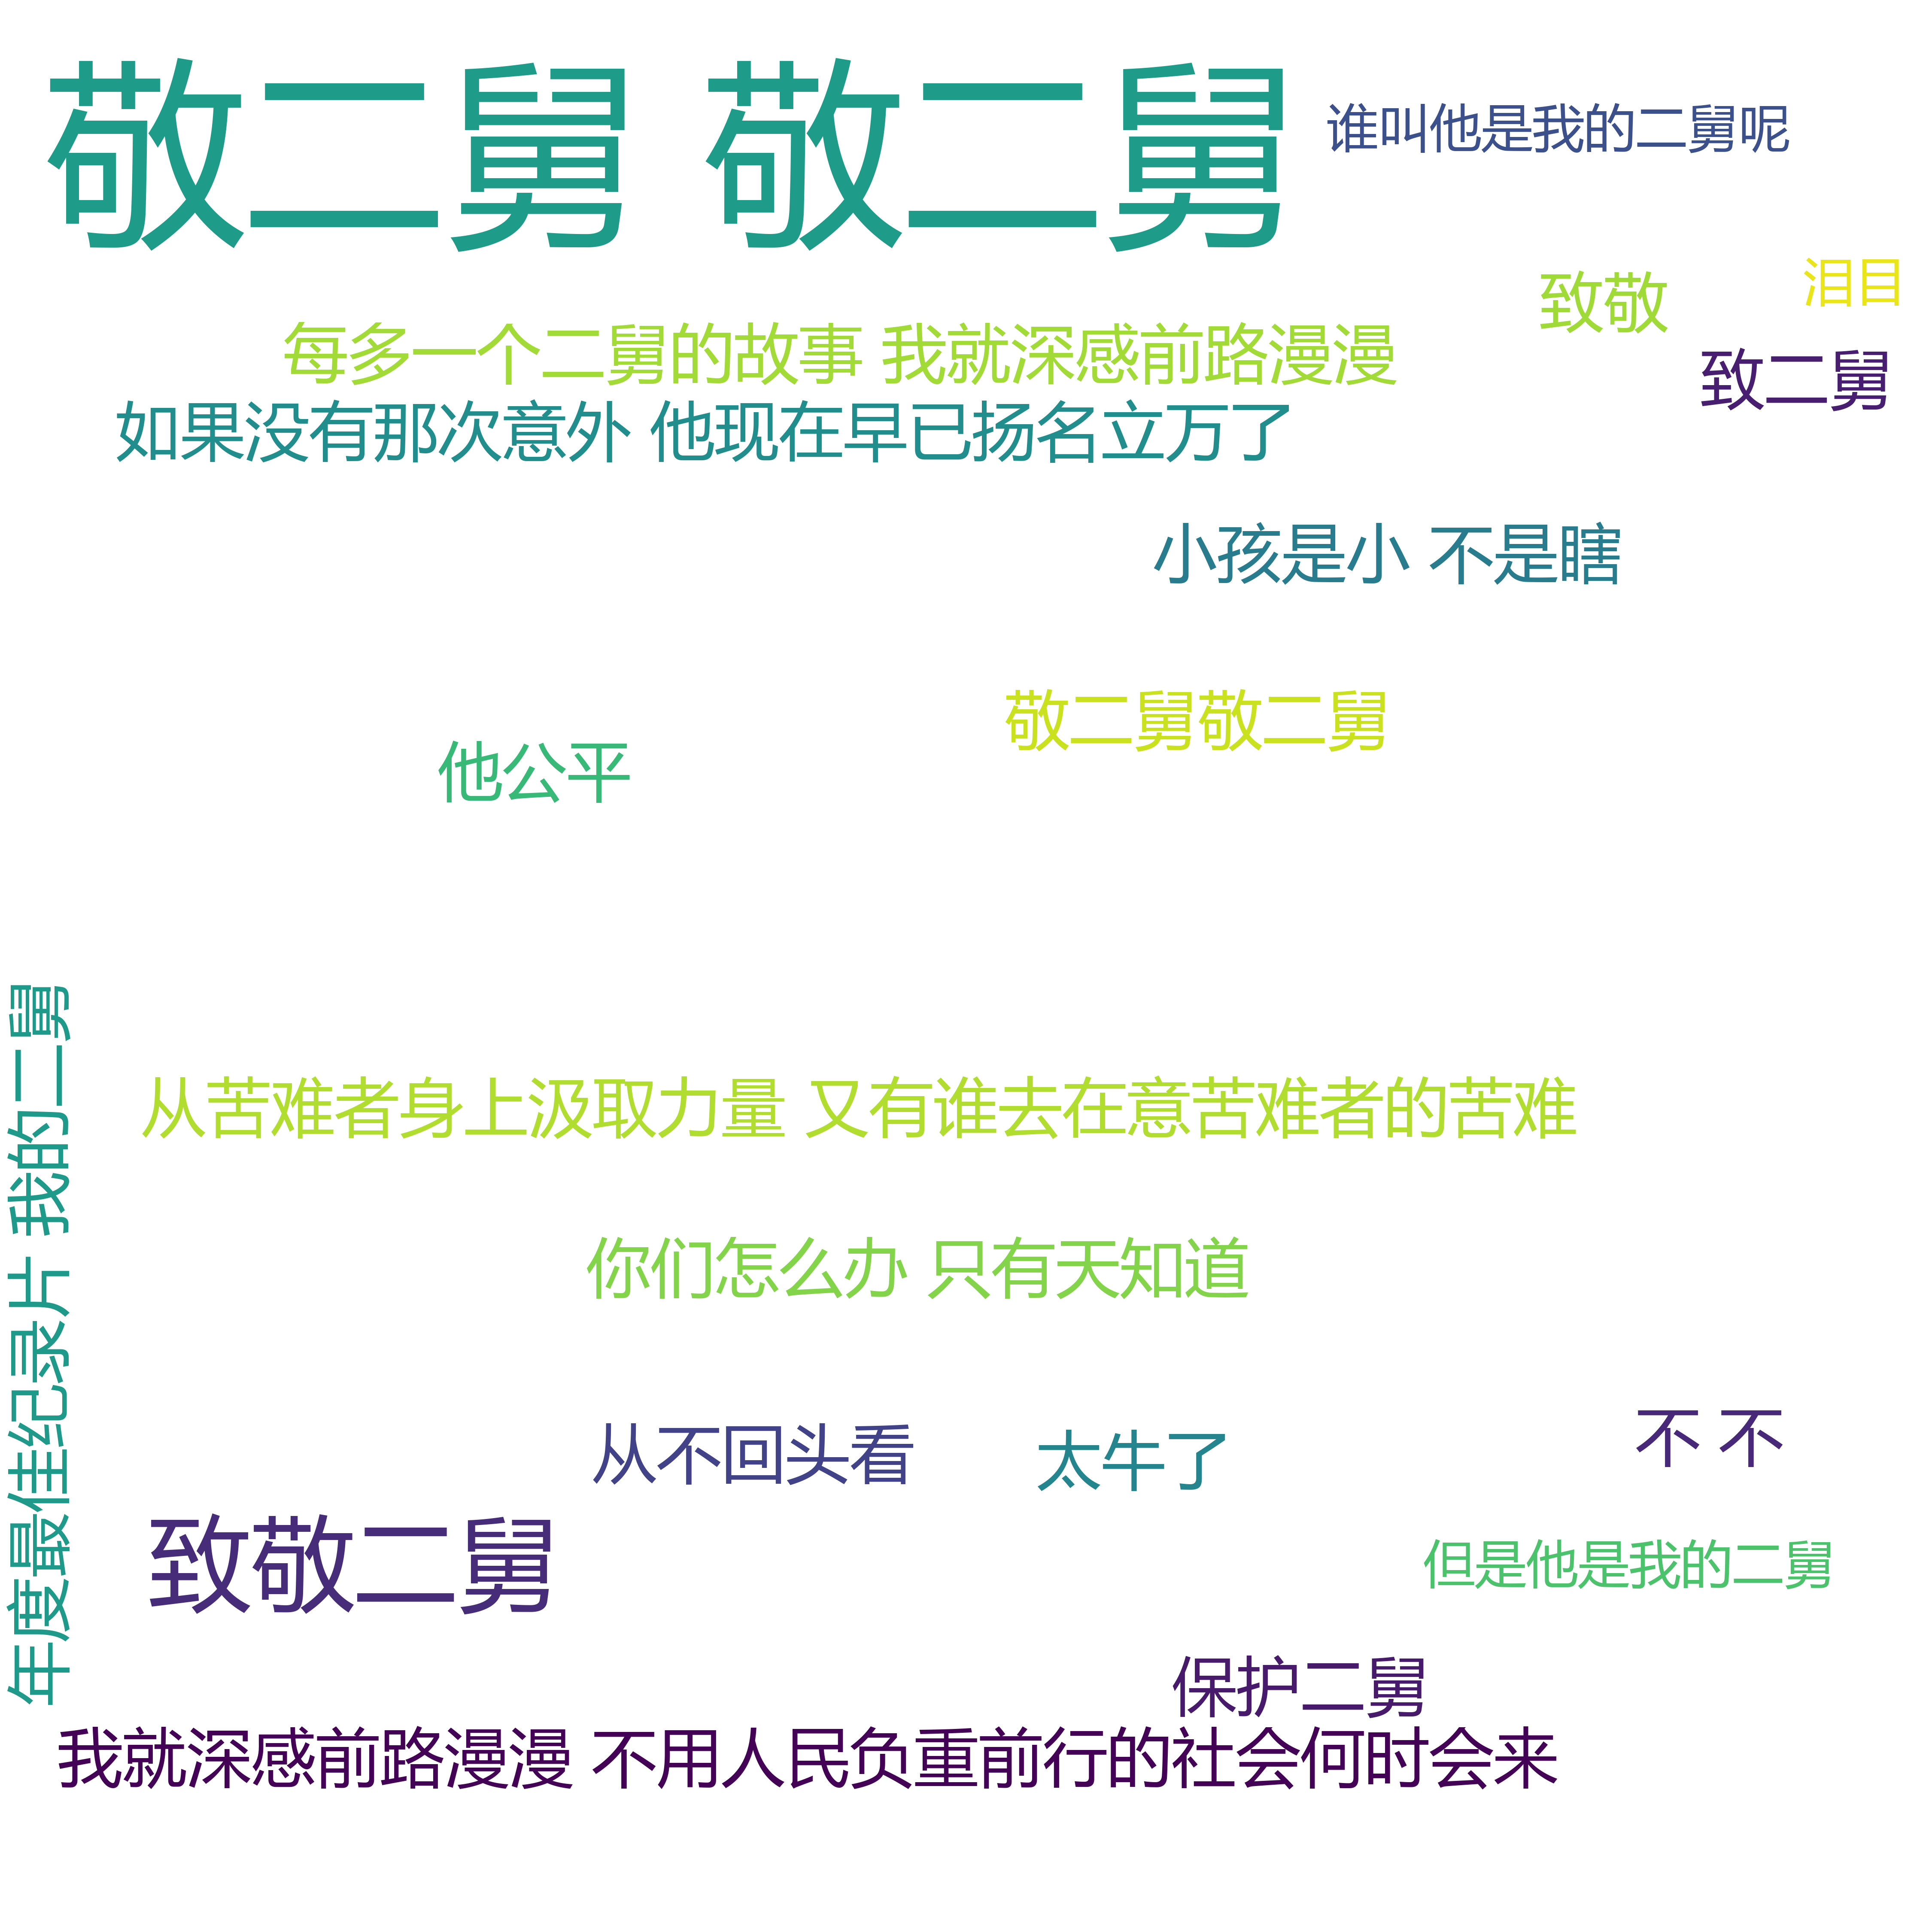 敬二舅 敬二舅
谁叫他是我的二舅呢
致敬
泪目
每多一个二舅的故事 我就深感前路漫漫
致二舅
如果没有那次意外 他现在早已扬名立万了
小孩是小 不是瞎
敬二舅敬二舅
他公平
年度最佳纪录片 我的二舅
从苦难者身上汲取力量 又有谁去在意苦难者的苦难
你们怎么办 只有天知道
从不回头看
太牛了
不 不
致敬二舅
但是他是我的二舅
保护二舅
我就深感前路漫漫 不用人民负重前行的社会何时会来